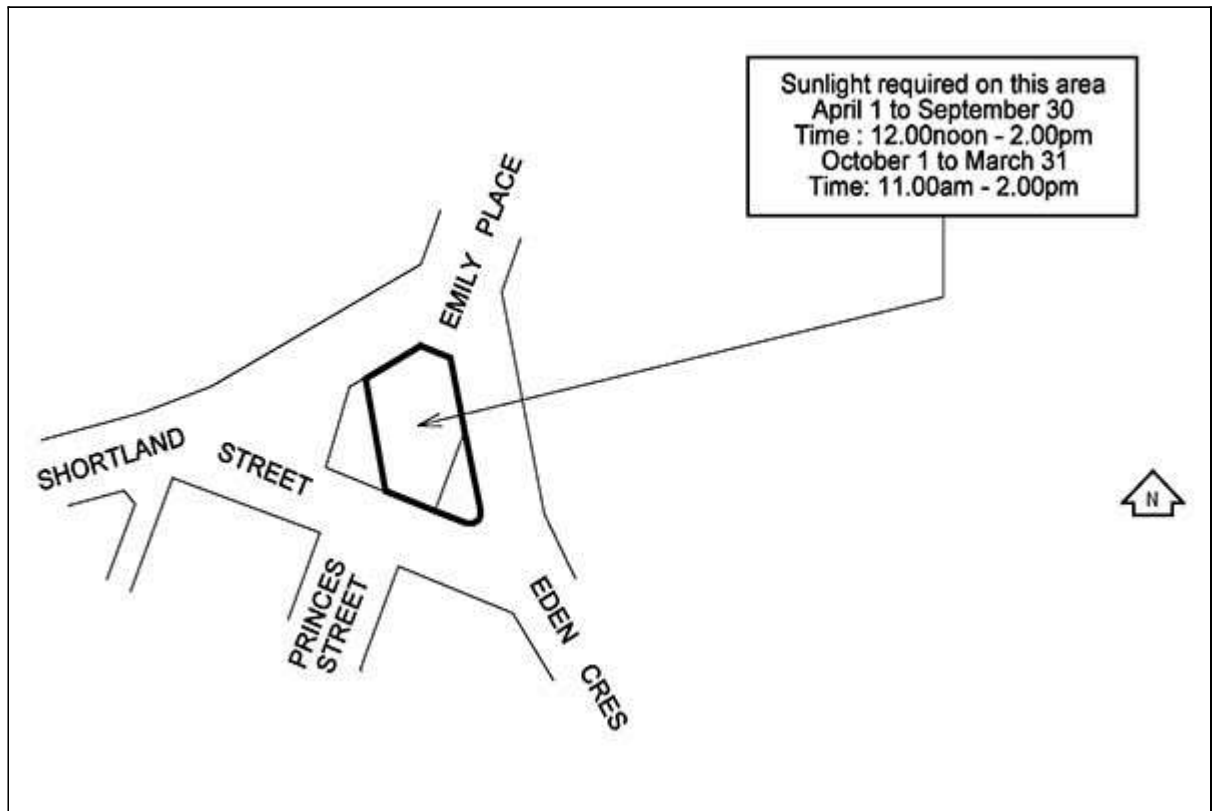 Sunlight required on this area
April 1 to September 30
Time : 12.00noon - 2.00pm
October 1 to March 31
Time: 11.00am - 2.00pm
EMILY PLACE
SHORTLAND STREET
PRINCES
STREET
EDEN CRES
N